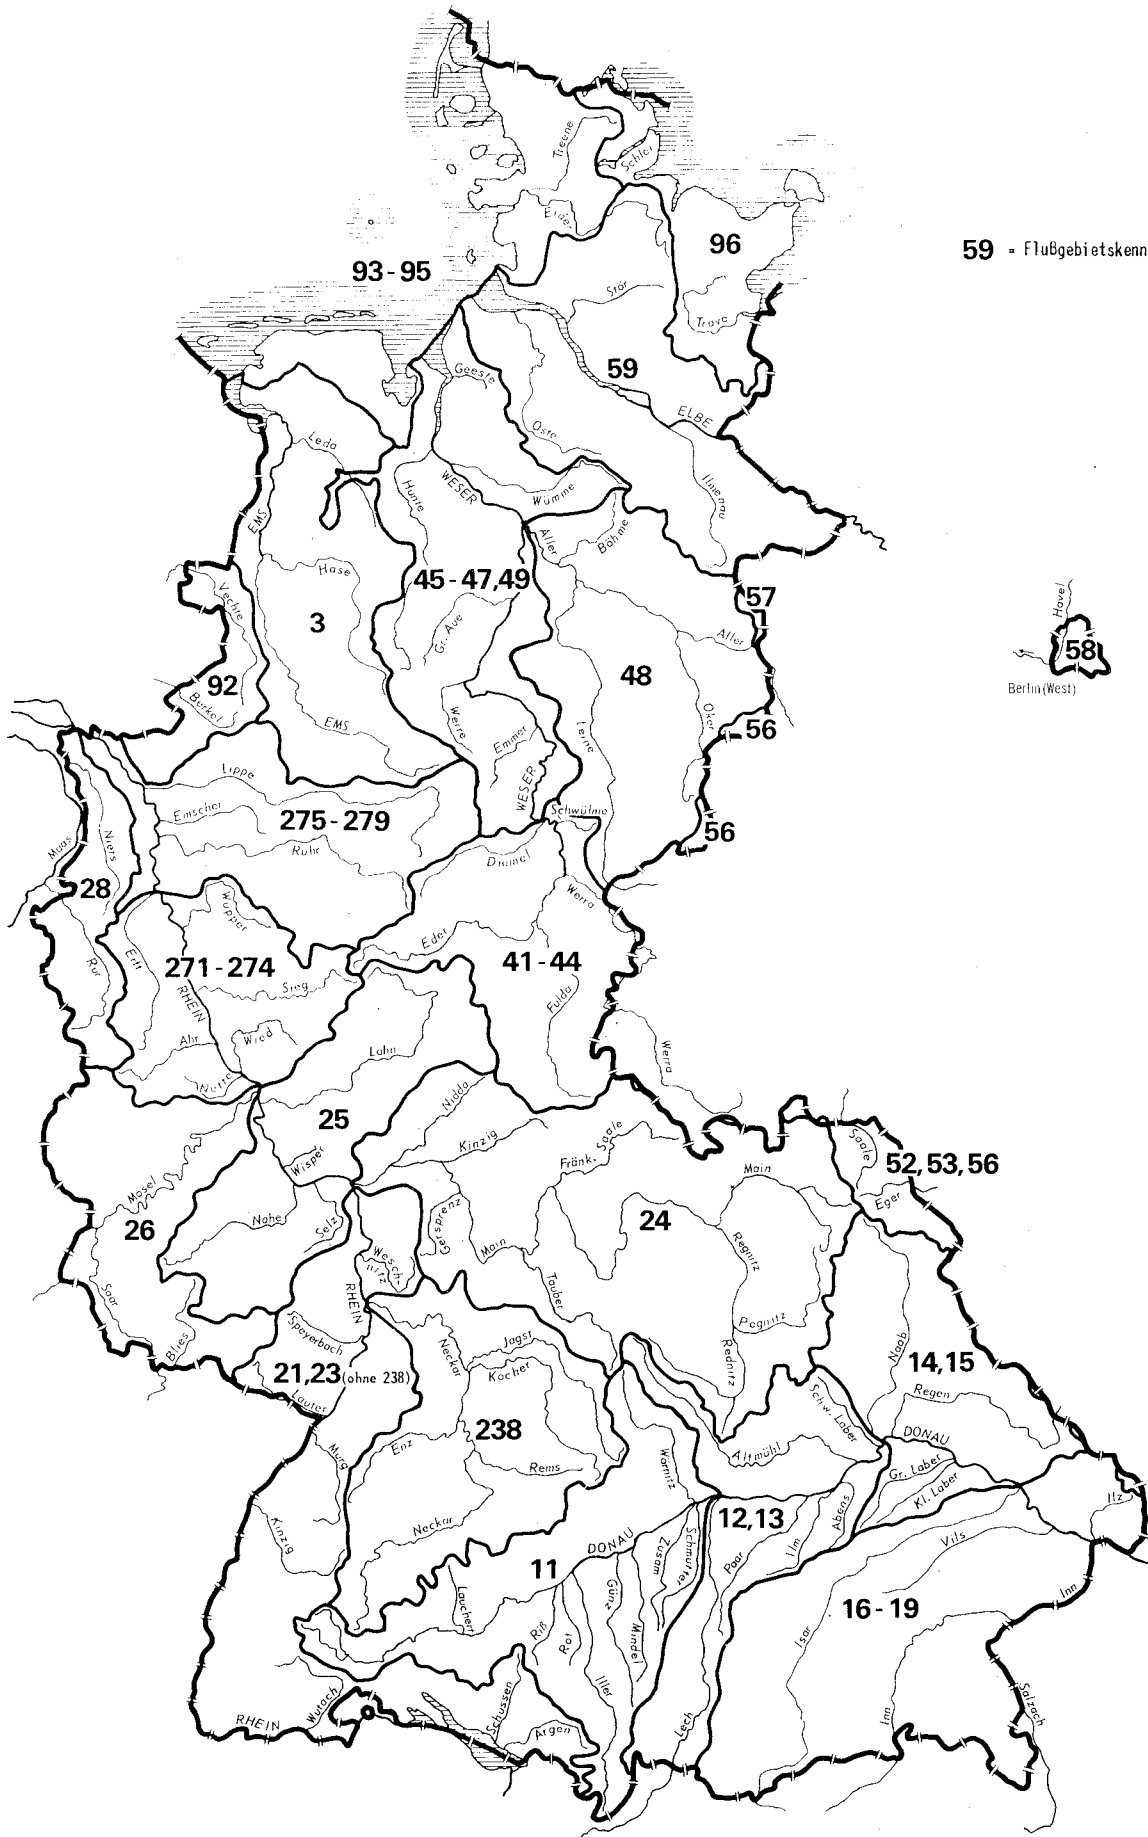 Treene
Schlei
Eider
96
59 = Flußgebietskenn
93-95
Stör
Trave
59
Geeste
ELBE
Oste
Leda
Ilmenau
WESER
Wümme
Hunte
EMS
Aller
Böhme
Hase
45-47,49
57
Vechte
Havel
3
Gr. Aue
Aller
58
48
92
Berkel
Berlin(West)
Werre
Oker
EMS
Leine
56
Emmer
Lippe
WESER
Emscher
275-279
Schwülme
56
Niers
Maas
Ruhr
Diemel
28
Werra
Wupper
Eder
Erft
Rur
271-274
41-44
Sieg
RHEIN
Fulda
Wied
Ahr
Lahn
Werra
Nette
Nidda
25
Kinzig
Fränk. Saale
Saale
52,53,56
Wisper
Main
Mosel
Eger
26
Nahe
Selz
Gersprenz
24
Main
Regnitz
Wesch-
nitz
Saar
RHEIN
Tauber
Speyerbach
Pegnitz
Blies
Neckar
Jagst
Rednitz
Naab
14,15
21,23(ohne 238)
Kocher
Lauter
Schw. Laber
Regen
238
DONAU
Murg
Enz
Altmühl
Gr. Laber
Rems
Wörnitz
Kl. Laber
Ilz
Abens
12,13
Kinzig
Neckar
DONAU
Ilm
Vils
Zusam
Schmutter
Paar
11
Inn
Günz
16-19
Riß
Rot
Mindel
Isar
Iller
Wutach
Schussen
Inn
Salzach
RHEIN
Argen
Lech